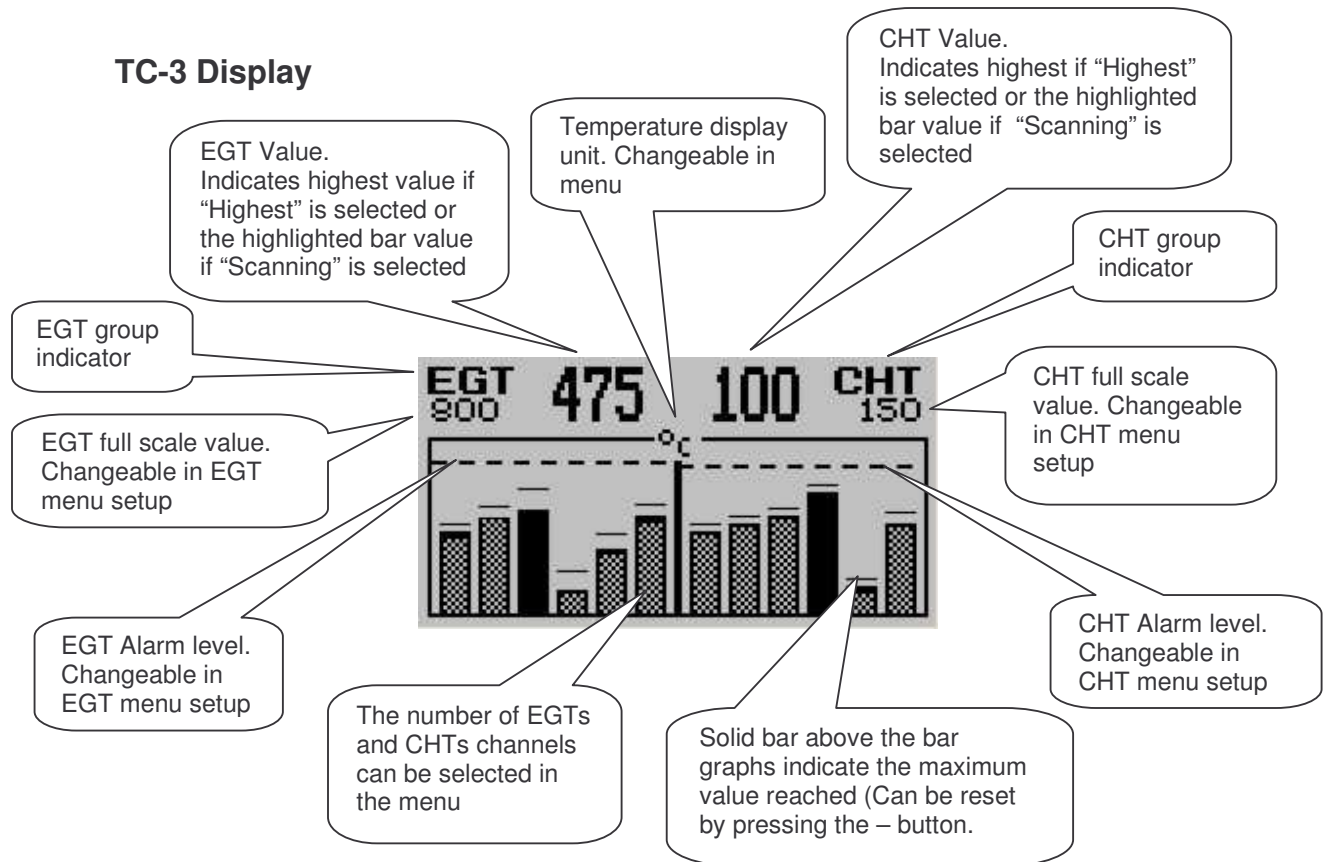 TC-3 Display
CHT Value.
Indicates highest if “Highest”
is selected or the highlighted
bar value if “Scanning” is
selected
Temperature display
unit. Changeable in
menu
EGT Value.
Indicates highest value if
“Highest” is selected or
the highlighted bar value
if “Scanning” is selected
CHT group
indicator
EGT group
indicator
EGT 475 100 CHT
900 150
°C
CHT full scale
value. Changeable
in CHT menu
setup
EGT full scale value.
Changeable in EGT
menu setup
EGT Alarm level.
Changeable in
EGT menu setup
CHT Alarm level.
Changeable in
CHT menu setup
The number of EGTs
and CHTs channels
can be selected in
the menu
Solid bar above the bar
graphs indicate the maximum
value reached (Can be reset
by pressing the – button.